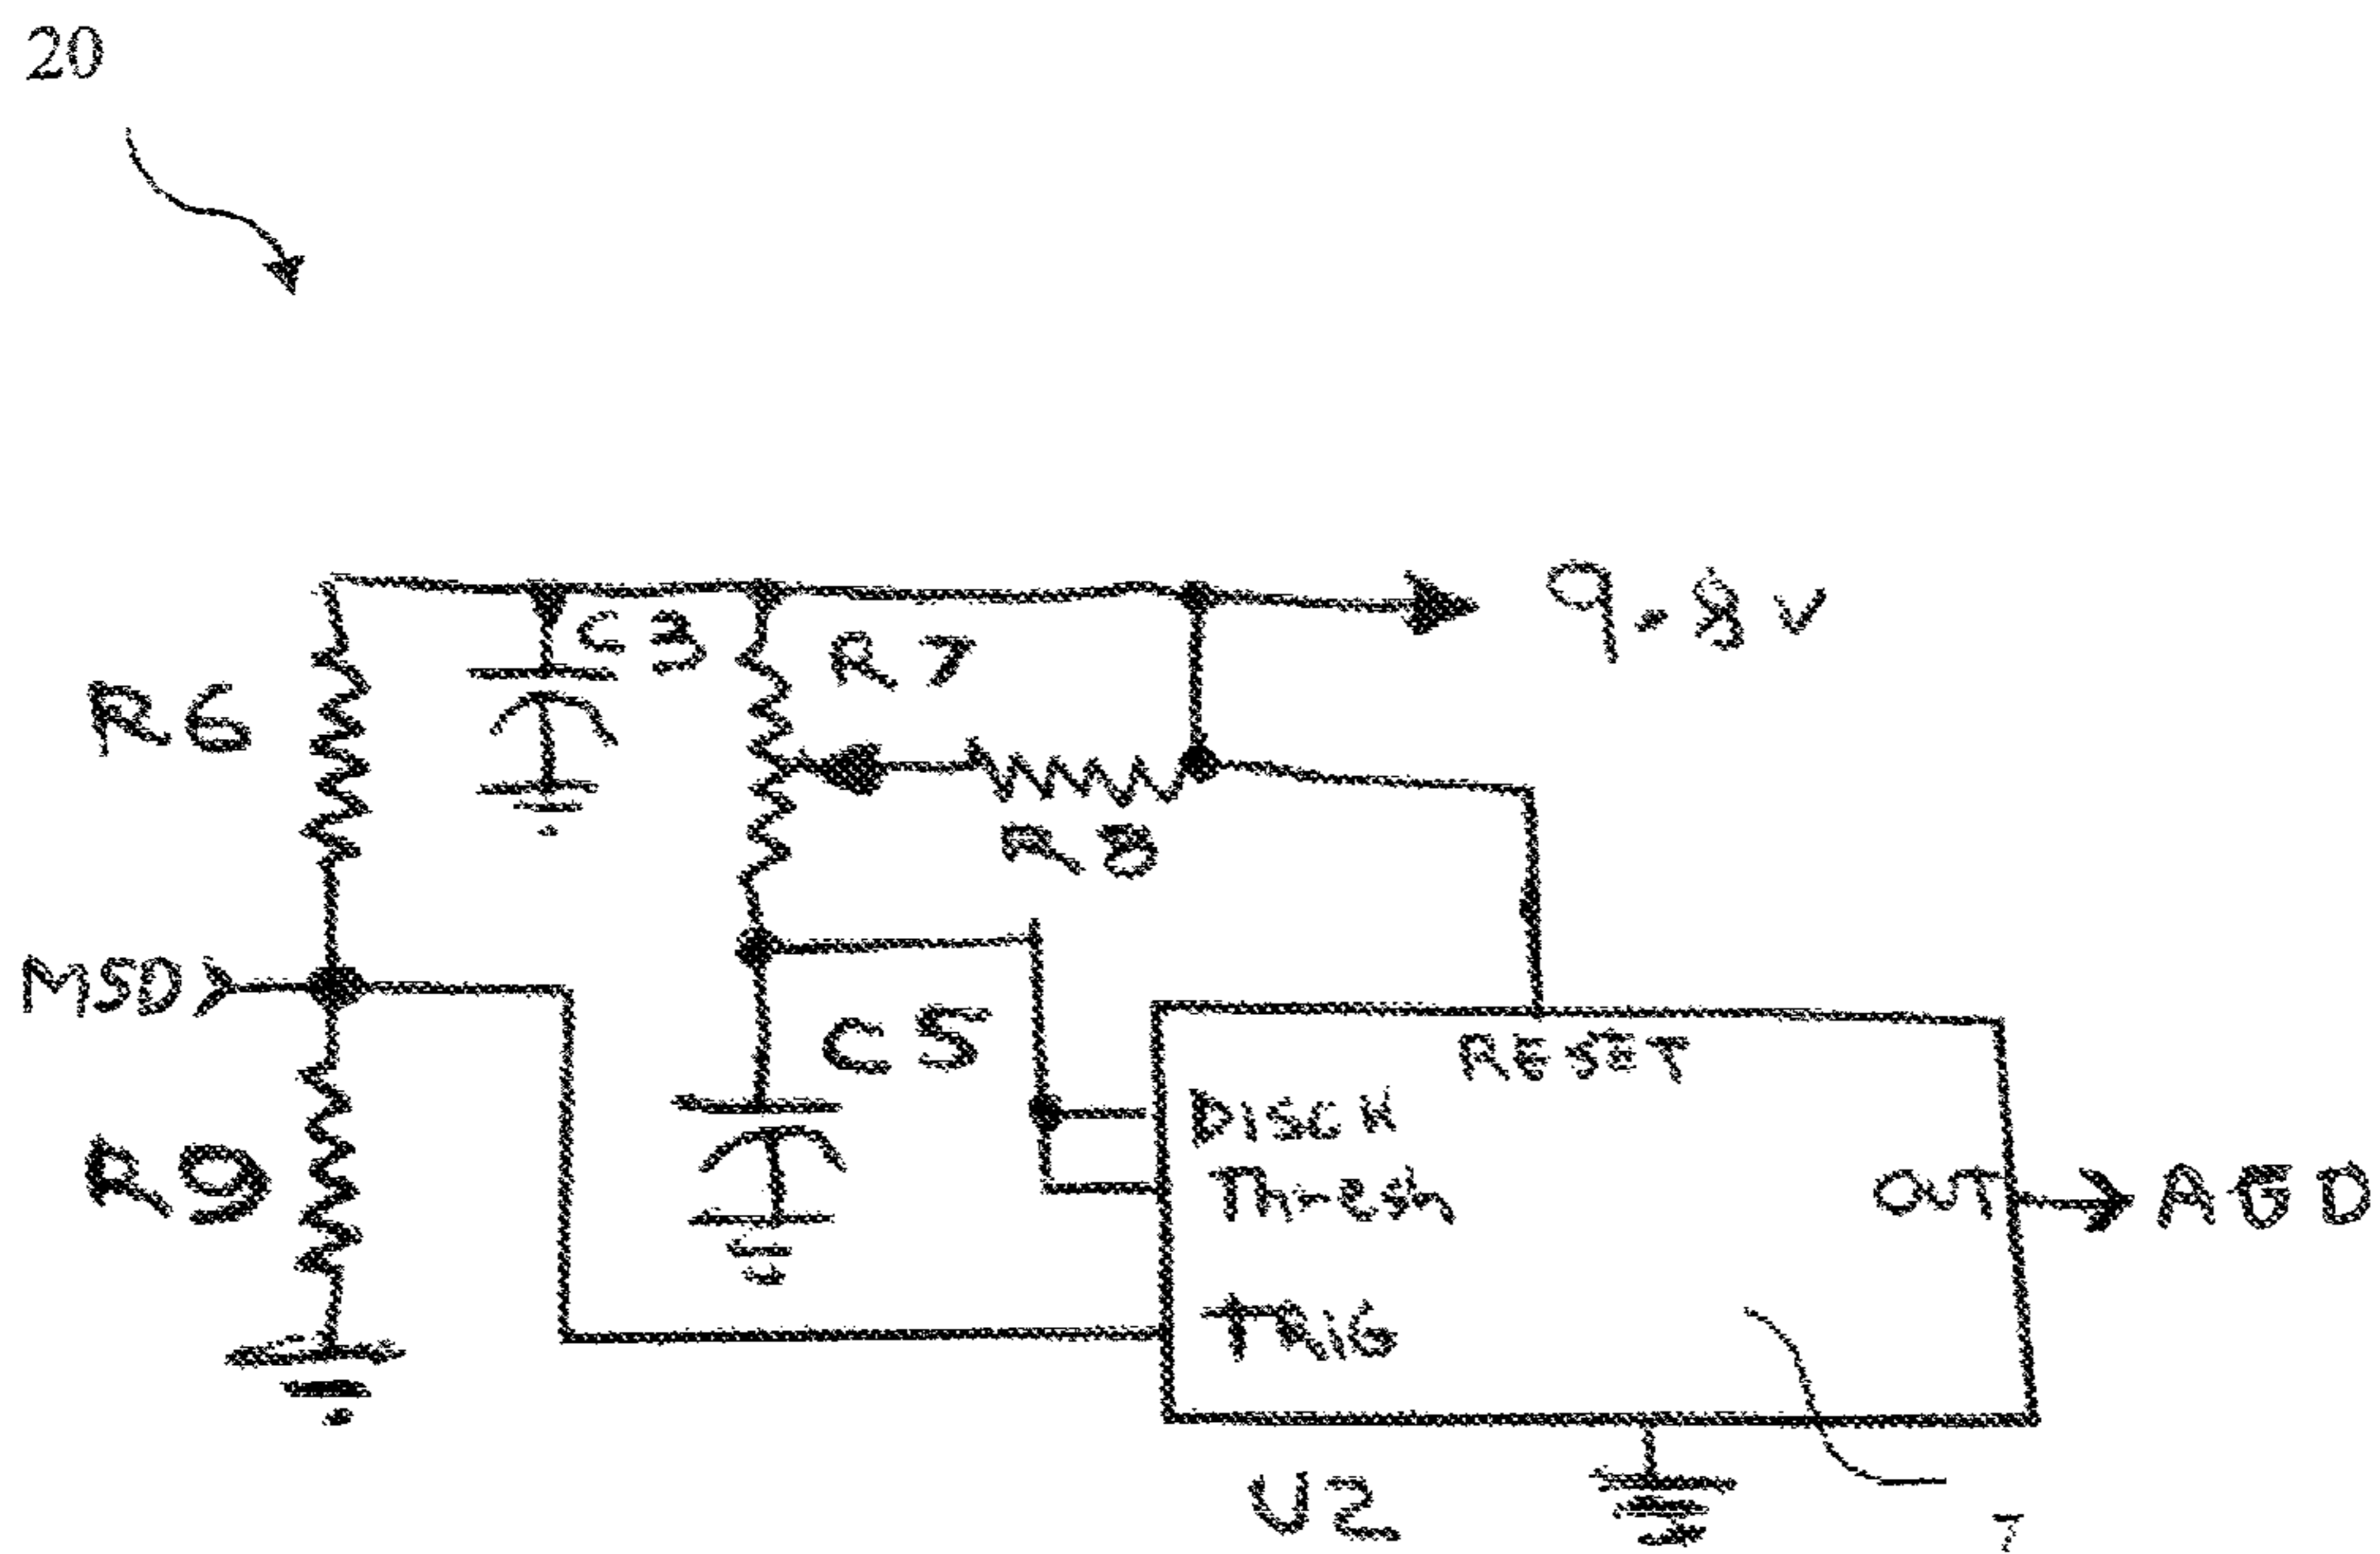 20
9.8v
C3
R7
R6
R8
MSD
C5
RESET
DISCH
Thresh
R9
OUT
AGD
TRIG
U2
7